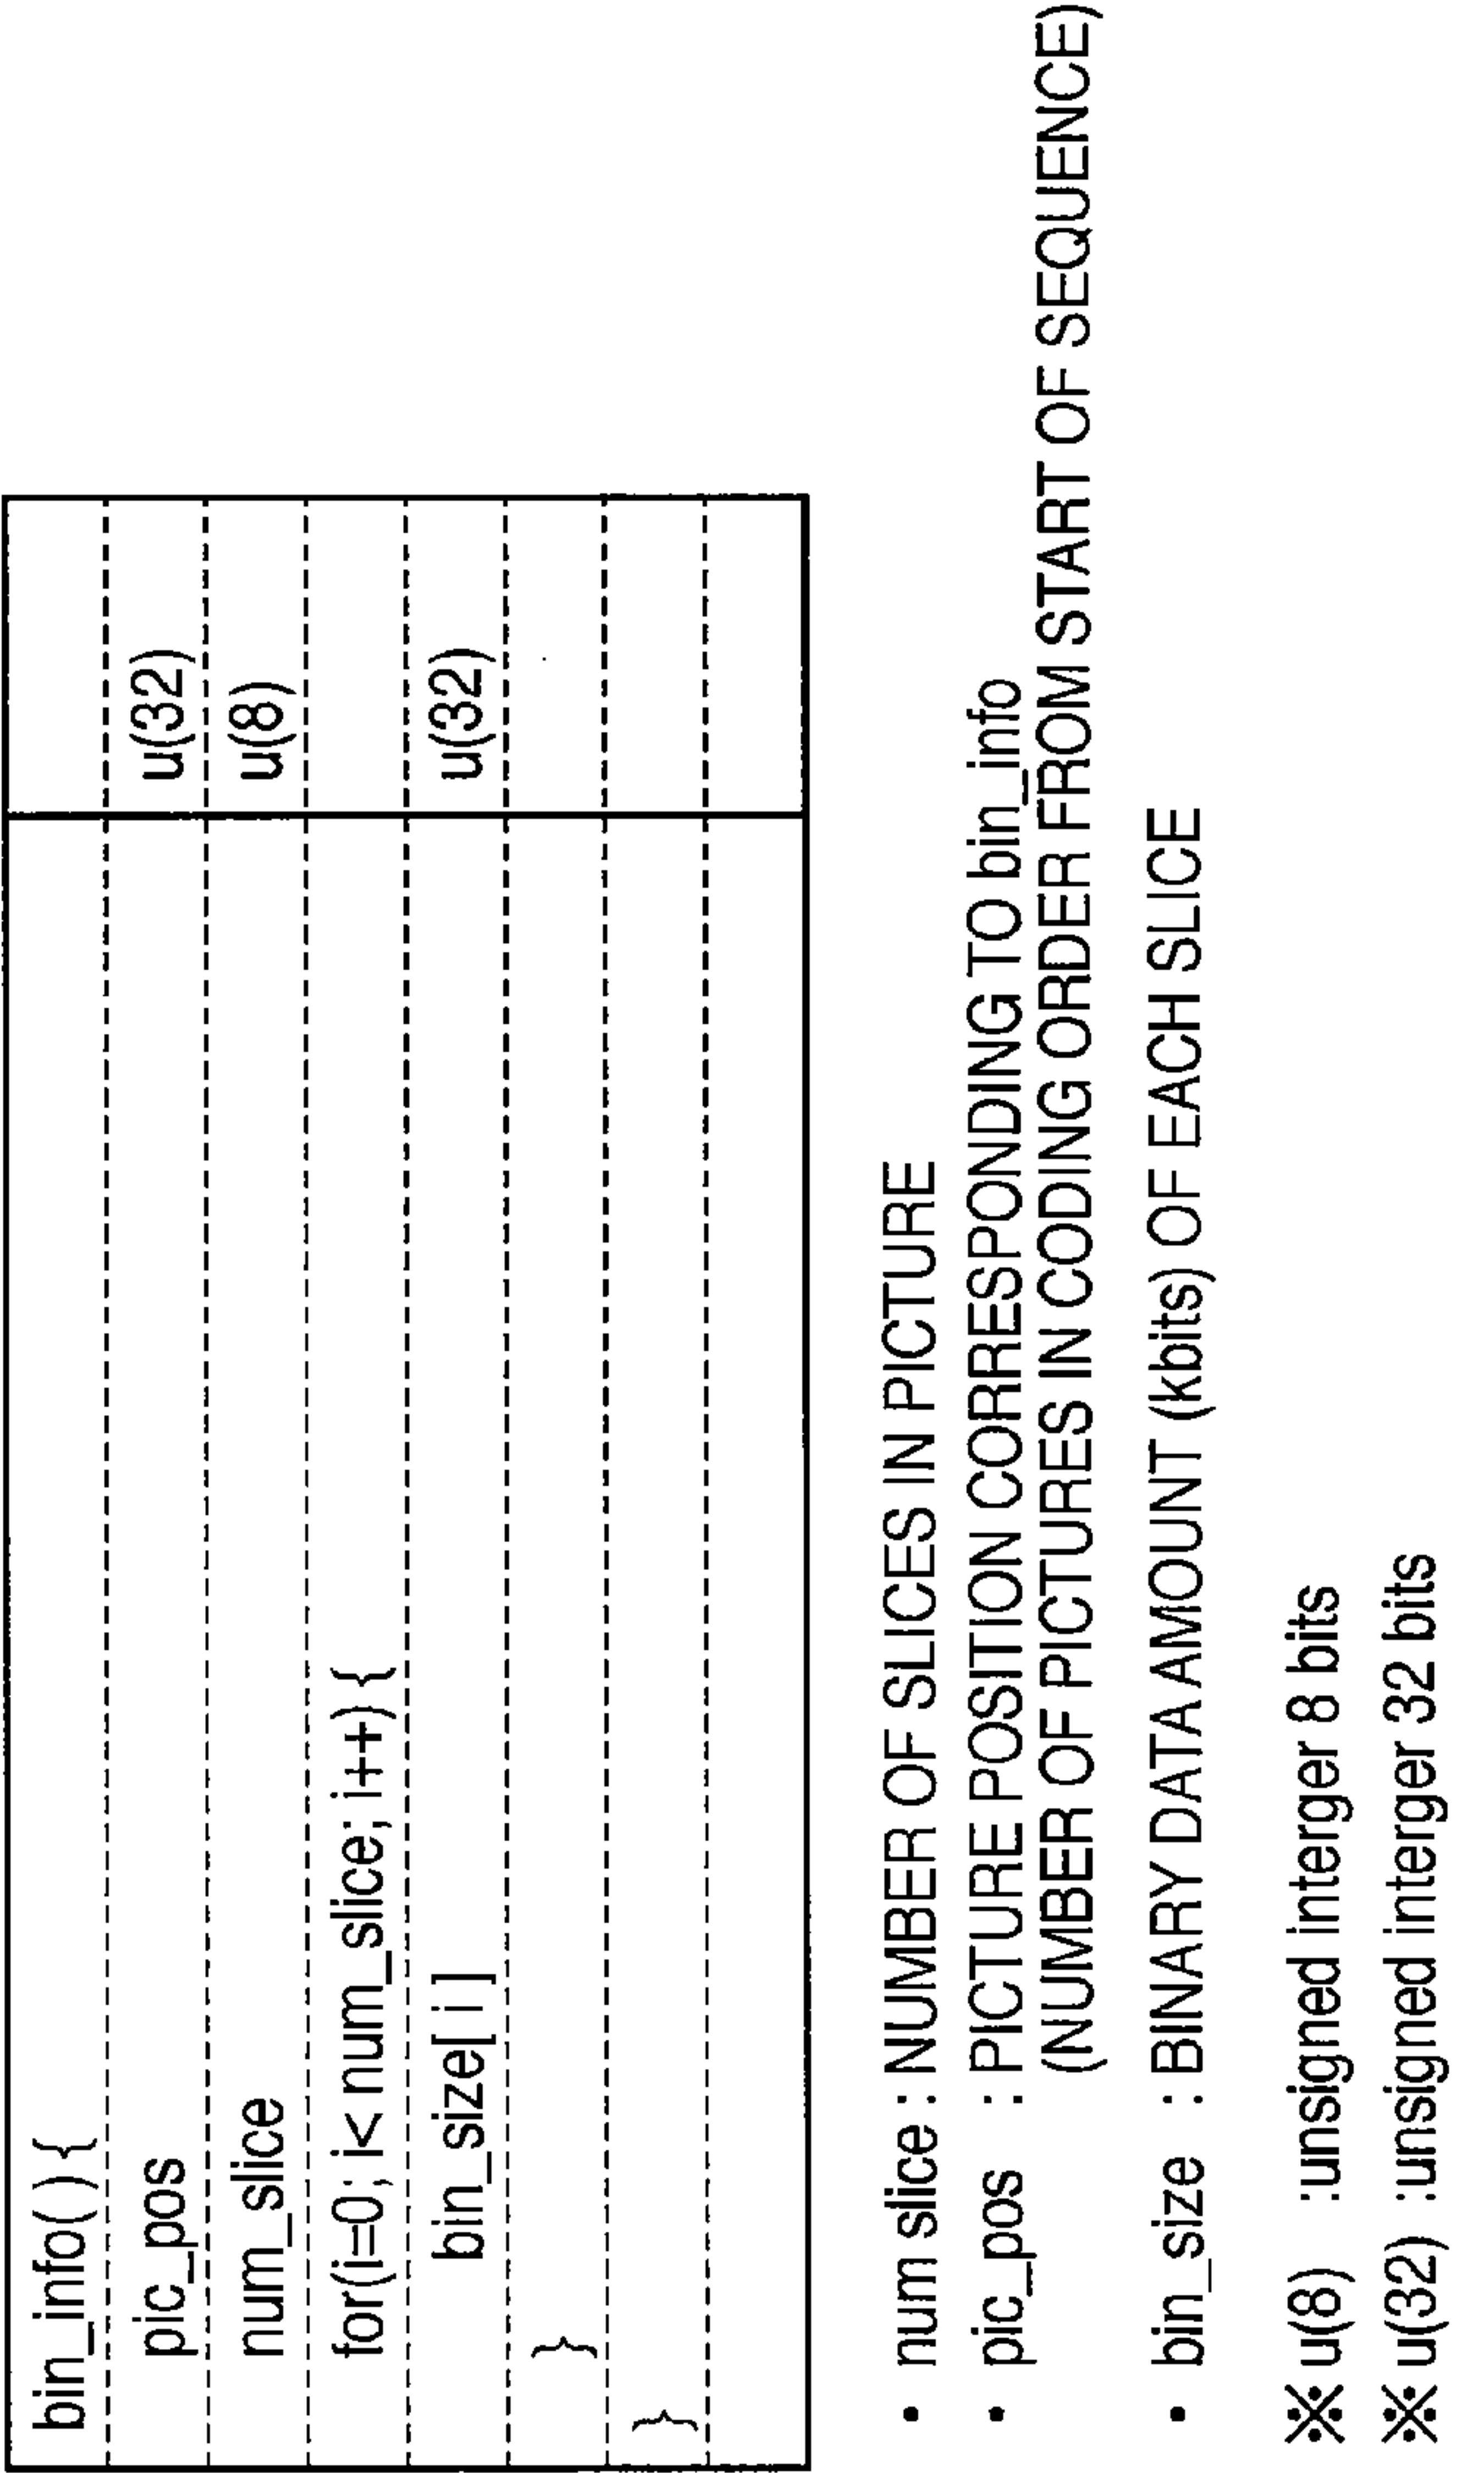 bin_info( ) {
pic_pos u(32)
num_slice u(8)
for(i=0; i< num_slice; i++) {
bin_size[ i ] u(32)
}
}
・ num slice : NUMBER OF SLICES IN PICTURE
・ pic_pos : PICTURE POSITION CORRESPONDING TO bin_info
(NUMBER OF PICTURES IN CODING ORDER FROM START OF SEQUENCE)
・ bin_size : BINARY DATA AMOUNT (kbits) OF EACH SLICE
※ u(8) :unsigned interger 8 bits
※ u(32) :unsigned interger 32 bits